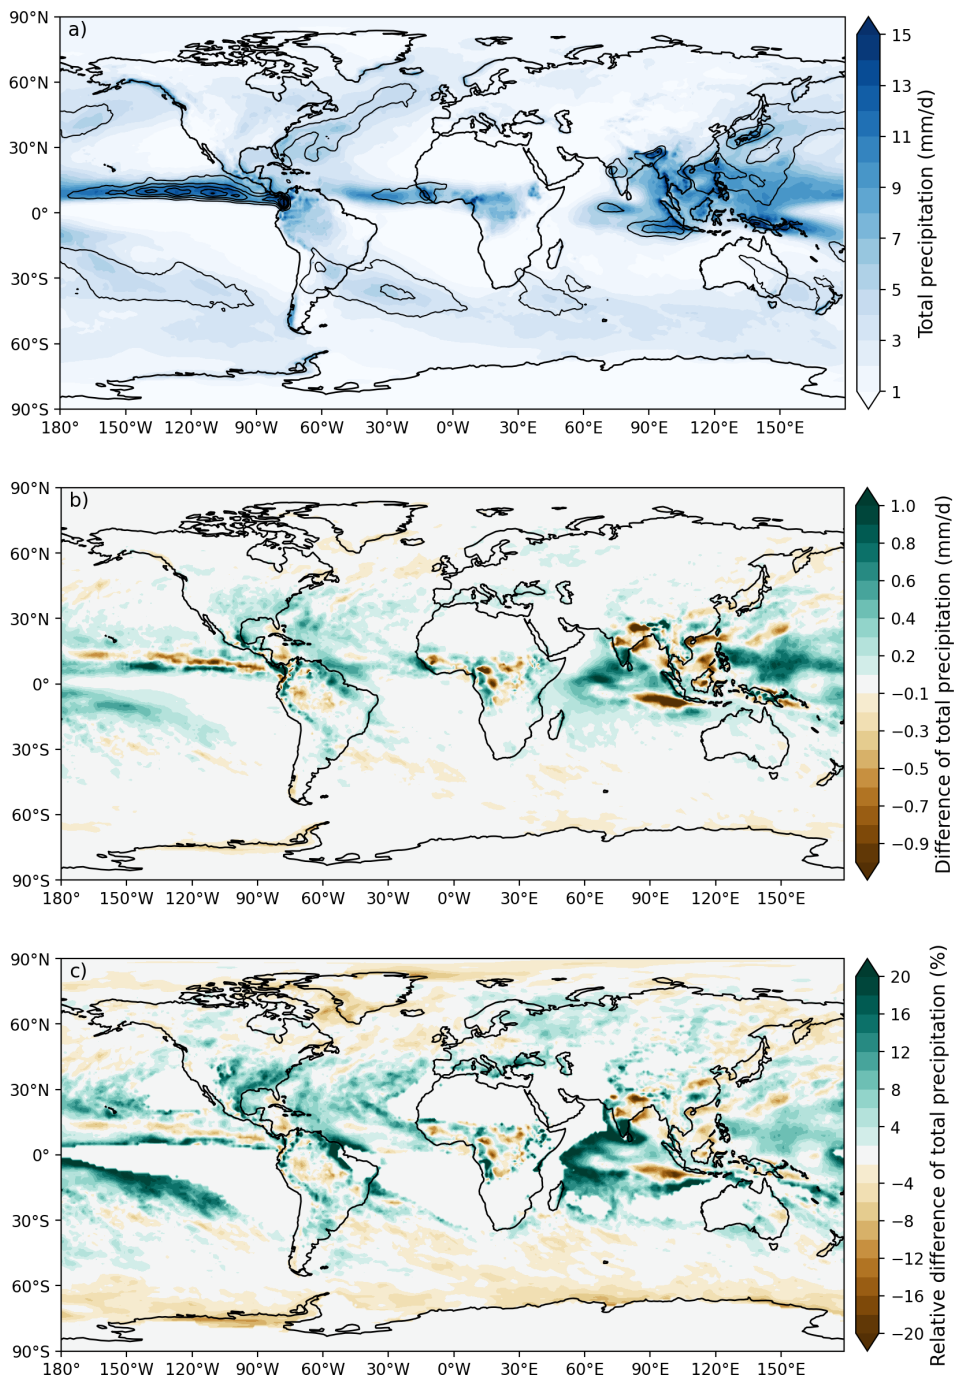 a)
90°N
60°N
30°N
0°
30°S
60°S
90°S
180°
150°W
120°W
90°W
60°W
30°W
0°W
30°E
60°E
90°E
120°E
150°E
15
13
11
9
7
5
3
1
Total precipitation (mm/d)
b)
90°N
60°N
30°N
0°
30°S
60°S
90°S
180°
150°W
120°W
90°W
60°W
30°W
0°W
30°E
60°E
90°E
120°E
150°E
1.0
0.8
0.6
0.4
0.2
−0.1
−0.3
−0.5
−0.7
−0.9
Difference of total precipitation (mm/d)
c)
90°N
60°N
30°N
0°
30°S
60°S
90°S
180°
150°W
120°W
90°W
60°W
30°W
0°W
30°E
60°E
90°E
120°E
150°E
20
16
12
8
4
−4
−8
−12
−16
−20
Relative difference of total precipitation (%)